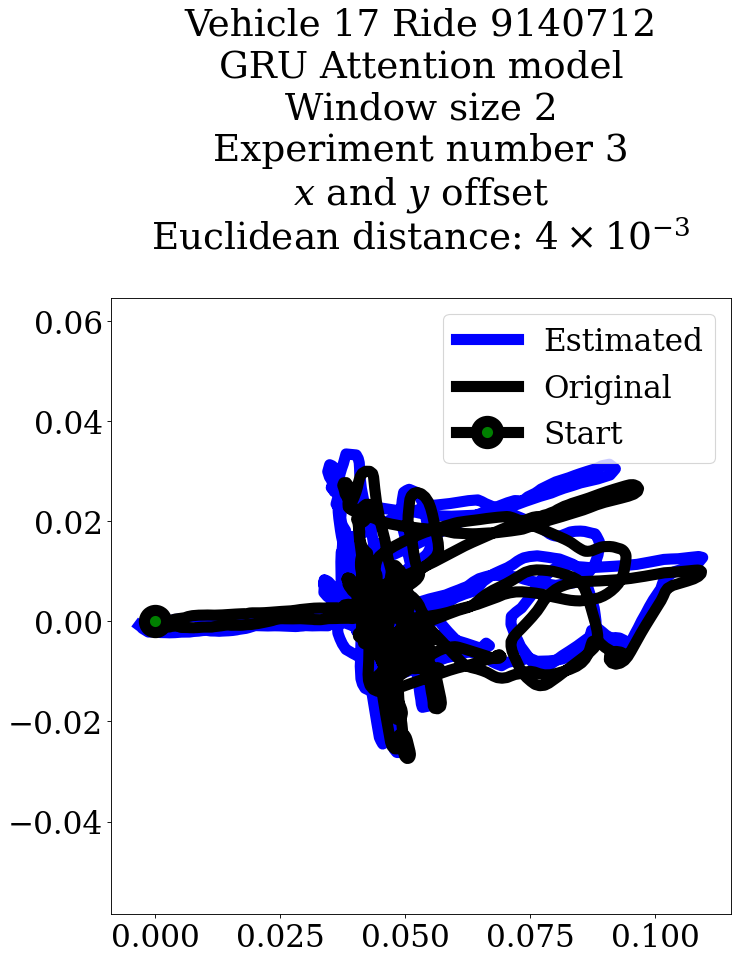 Vehicle 17 Ride 9140712
GRU Attention model
Window size 2
Experiment number 3
x and y offset
Euclidean distance: 4 × 10⁻³
Estimated
Original
Start
0.06
0.04
0.02
0.00
−0.02
−0.04
0.000 0.025 0.050 0.075 0.100